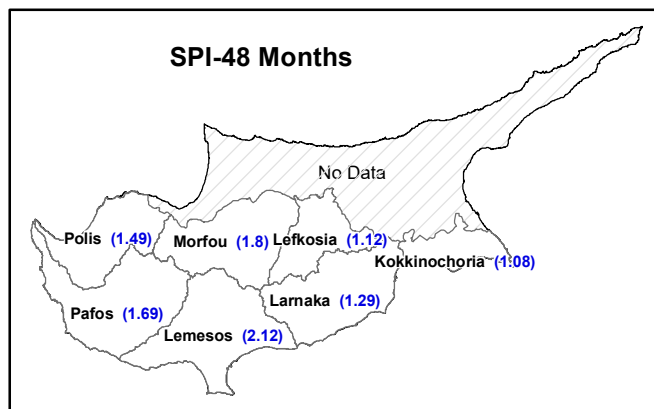 SPI-48 Months
No Data
Polis (1.49)
Morfou (1.8)
Lefkosia (1.12)
Kokkinochoria (1.08)
Pafos (1.69)
Larnaka (1.29)
Lemesos (2.12)